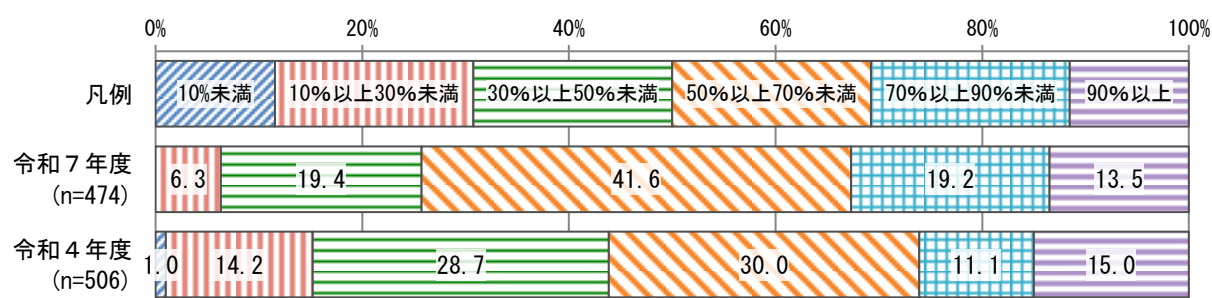 0% 20% 40% 60% 80% 100%
凡例 10%未満 10%以上30%未満 30%以上50%未満 50%以上70%未満 70%以上90%未満 90%以上
令和７年度
(n=474)
6.3 19.4 41.6 19.2 13.5
令和４年度
(n=506)
1.0 14.2 28.7 30.0 11.1 15.0